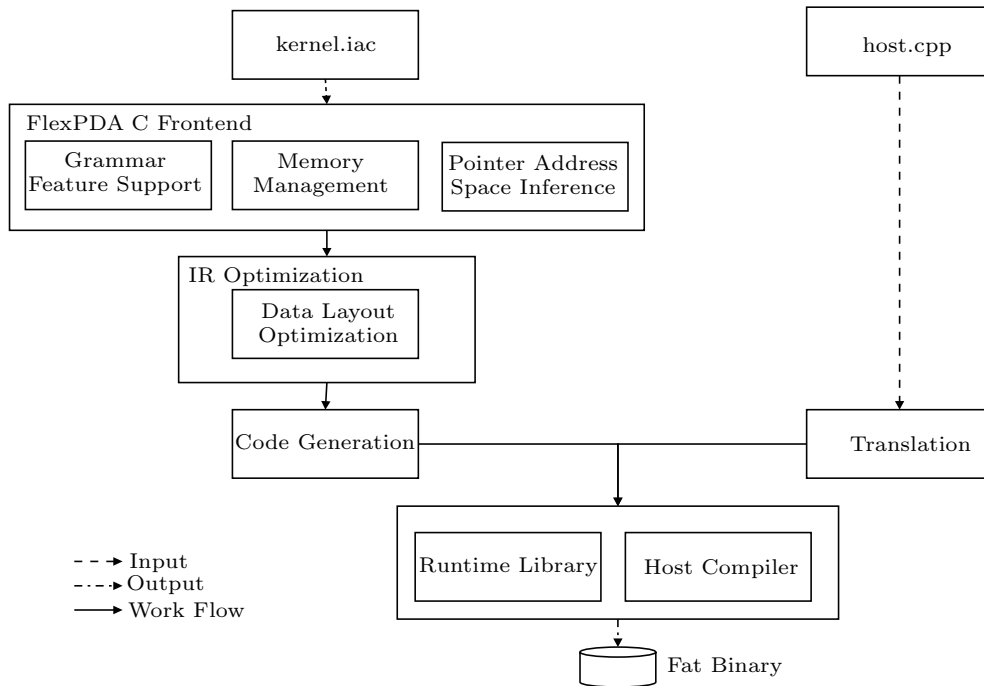 kernel.iac
host.cpp
FlexPDA C Frontend
Grammar
Feature Support
Memory
Management
Pointer Address
Space Inference
IR Optimization
Data Layout
Optimization
Code Generation
Translation
Runtime Library
Host Compiler
Input
Output
Work Flow
Fat Binary